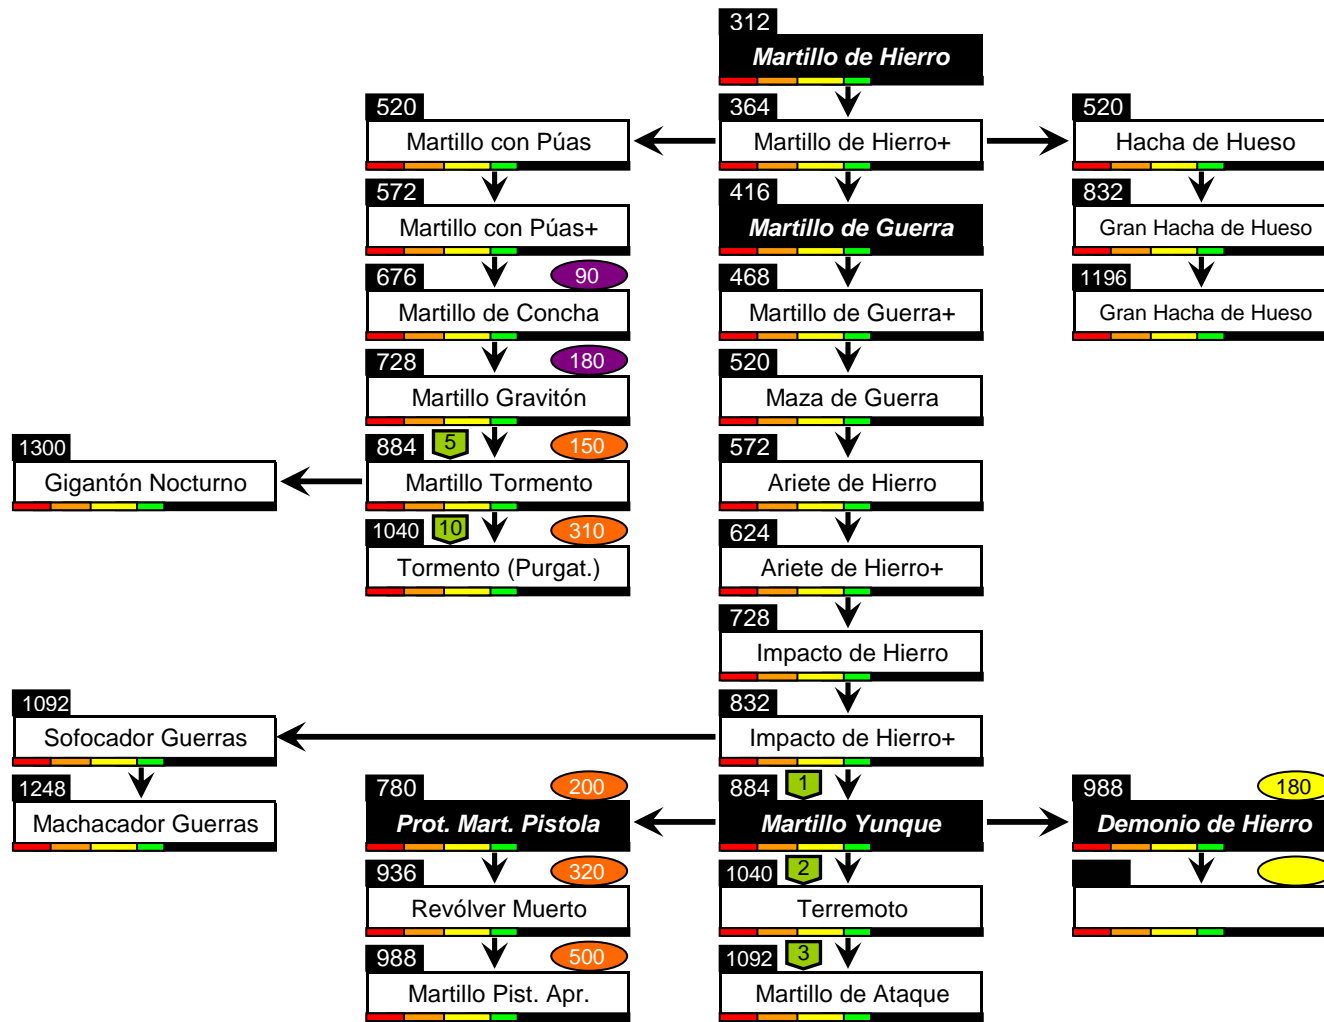 312
Martillo de Hierro
520
364
520
Martillo con Púas
Martillo de Hierro+
Hacha de Hueso
572
416
832
Martillo con Púas+
Martillo de Guerra
Gran Hacha de Hueso
676
90
468
1196
Martillo de Concha
Martillo de Guerra+
Gran Hacha de Hueso
728
180
520
Martillo Gravitón
Maza de Guerra
1300
884
5
150
572
Gigantón Nocturno
Martillo Tormento
Ariete de Hierro
1040
10
310
624
Tormento (Purgat.)
Ariete de Hierro+
728
Impacto de Hierro
1092
832
Sofocador Guerras
Impacto de Hierro+
1248
780
200
884
1
988
180
Machacador Guerras
Prot. Mart. Pistola
Martillo Yunque
Demonio de Hierro
936
320
1040
2
Revólver Muerto
Terremoto
988
500
1092
3
Martillo Pist. Apr.
Martillo de Ataque